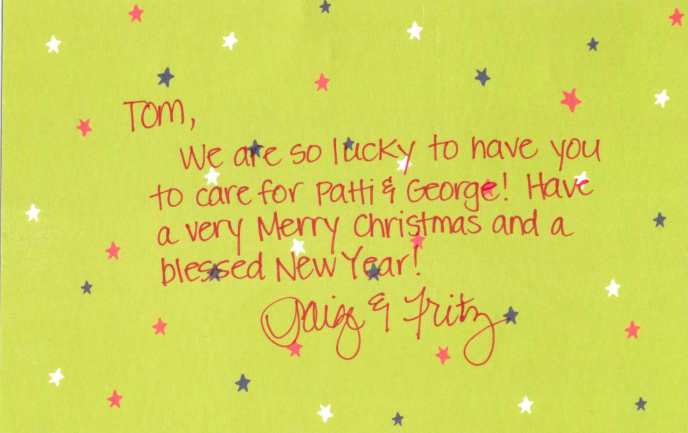 Tom,
We are so lucky to have you
to care for Patti & George! Have
a very Merry Christmas and a
blessed New Year!
Paige & Fritz